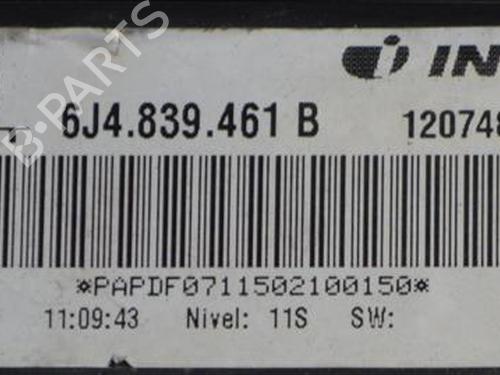 IN
6J4.839.461 B 120748
*PAPDF0711502100150*
11:09:43 Nivel: 11S SW:
B-PARTS